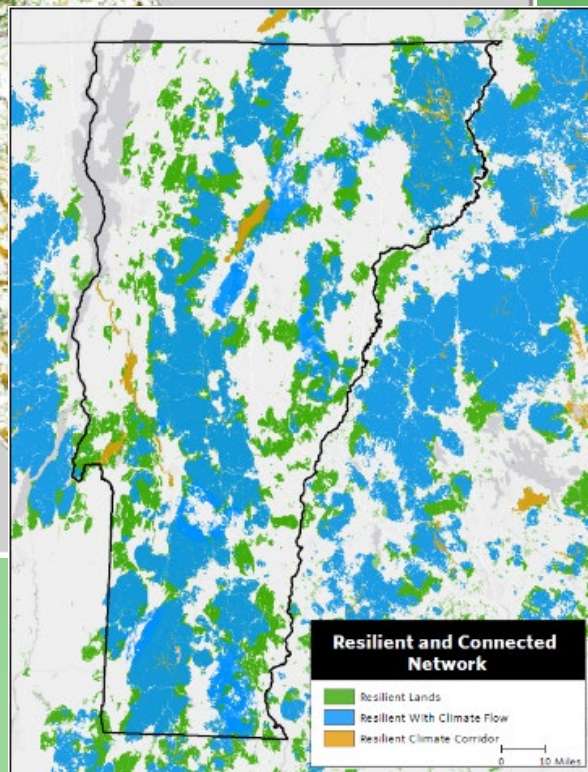 Resilient and Connected
Network
Resilient Lands
Resilient With Climate Flow
Resilient Climate Corridor
0 10 Miles